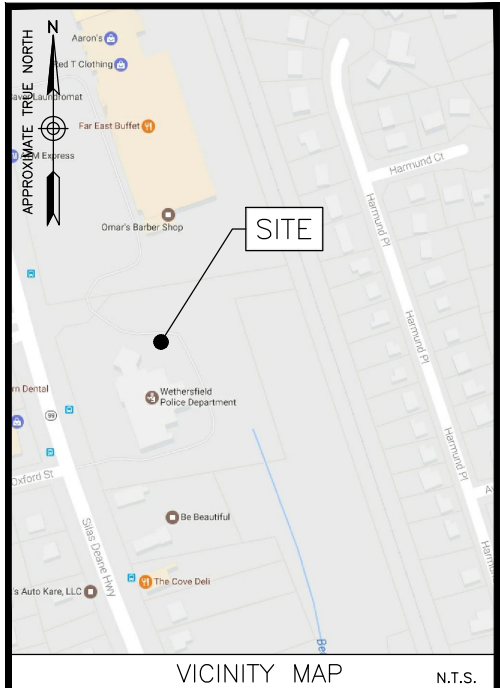 N
APPROXIMATE TRUE NORTH
Aaron's
Red T Clothing
Laundromat
Far East Buffet
M Express
Omar's Barber Shop
SITE
Harmund Ct
Harmund Pl
Harmund Pl
Harmund Pl
Wethersfield
Police Department
rn Dental
99
Oxford St
Silas Deane Hwy
Be Beautiful
The Cove Deli
's Auto Kare, LLC
VICINITY MAP
N.T.S.